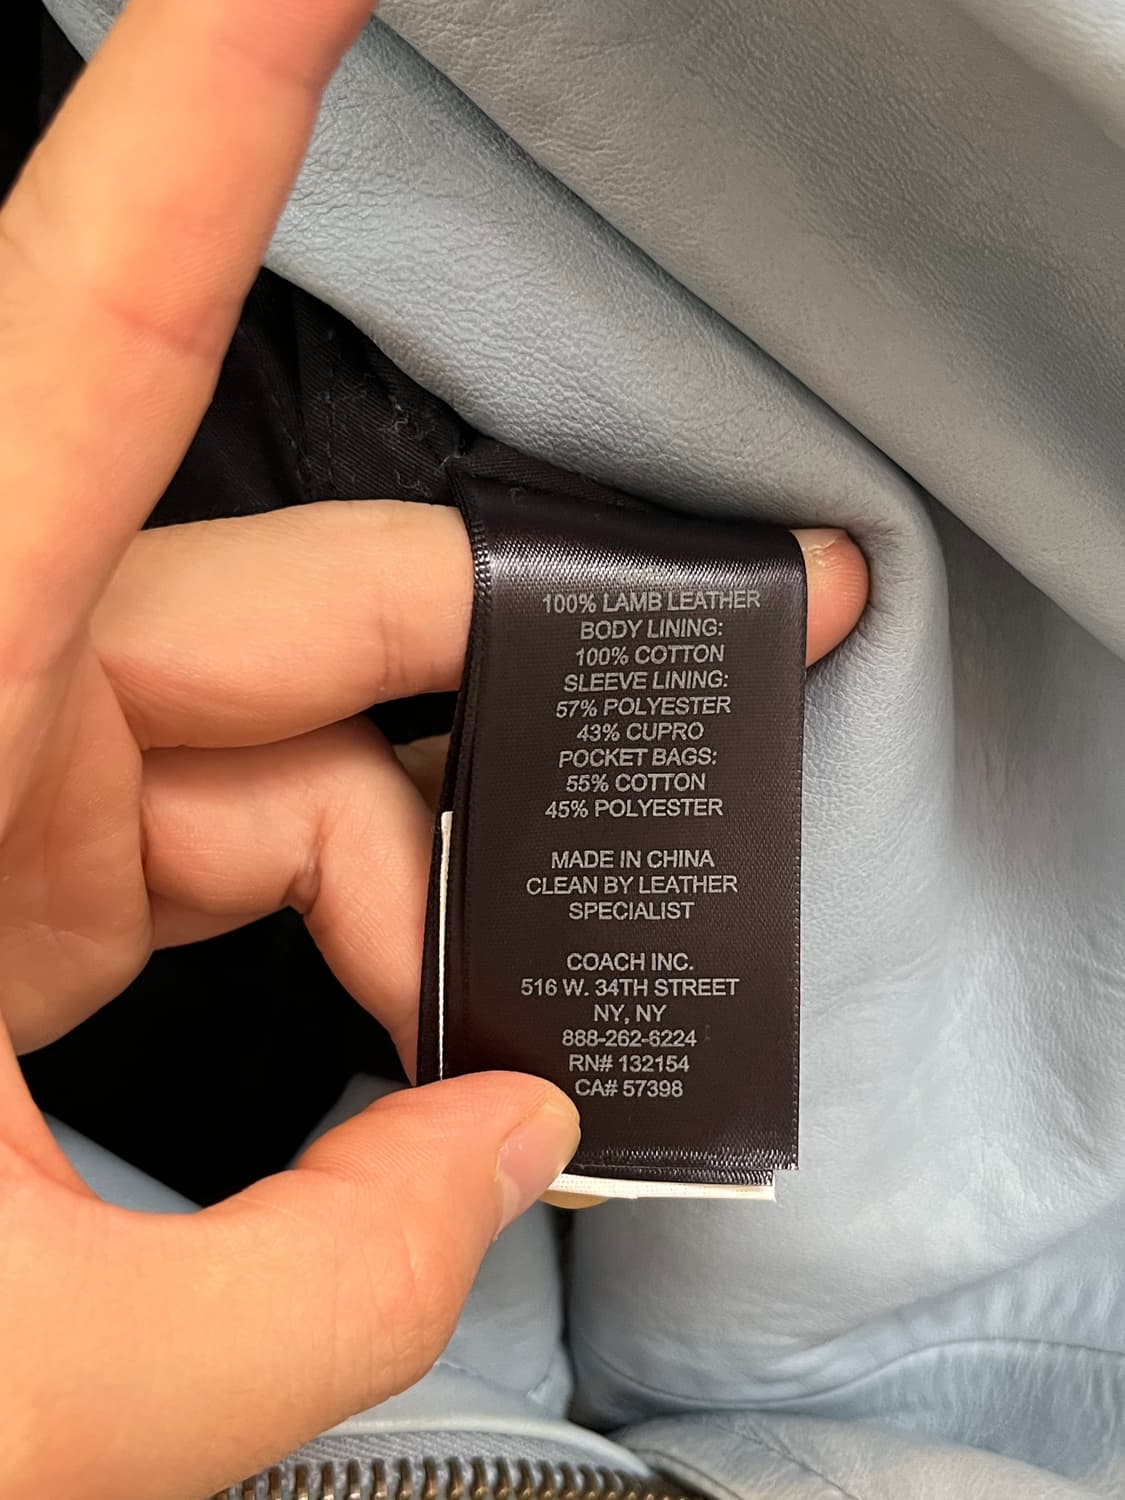 100% LAMB LEATHER
BODY LINING:
100% COTTON
SLEEVE LINING:
57% POLYESTER
43% CUPRO
POCKET BAGS:
55% COTTON
45% POLYESTER
MADE IN CHINA
CLEAN BY LEATHER
SPECIALIST
COACH INC.
516 W. 34TH STREET
NY, NY
888-262-6224
RN# 132154
CA# 57398